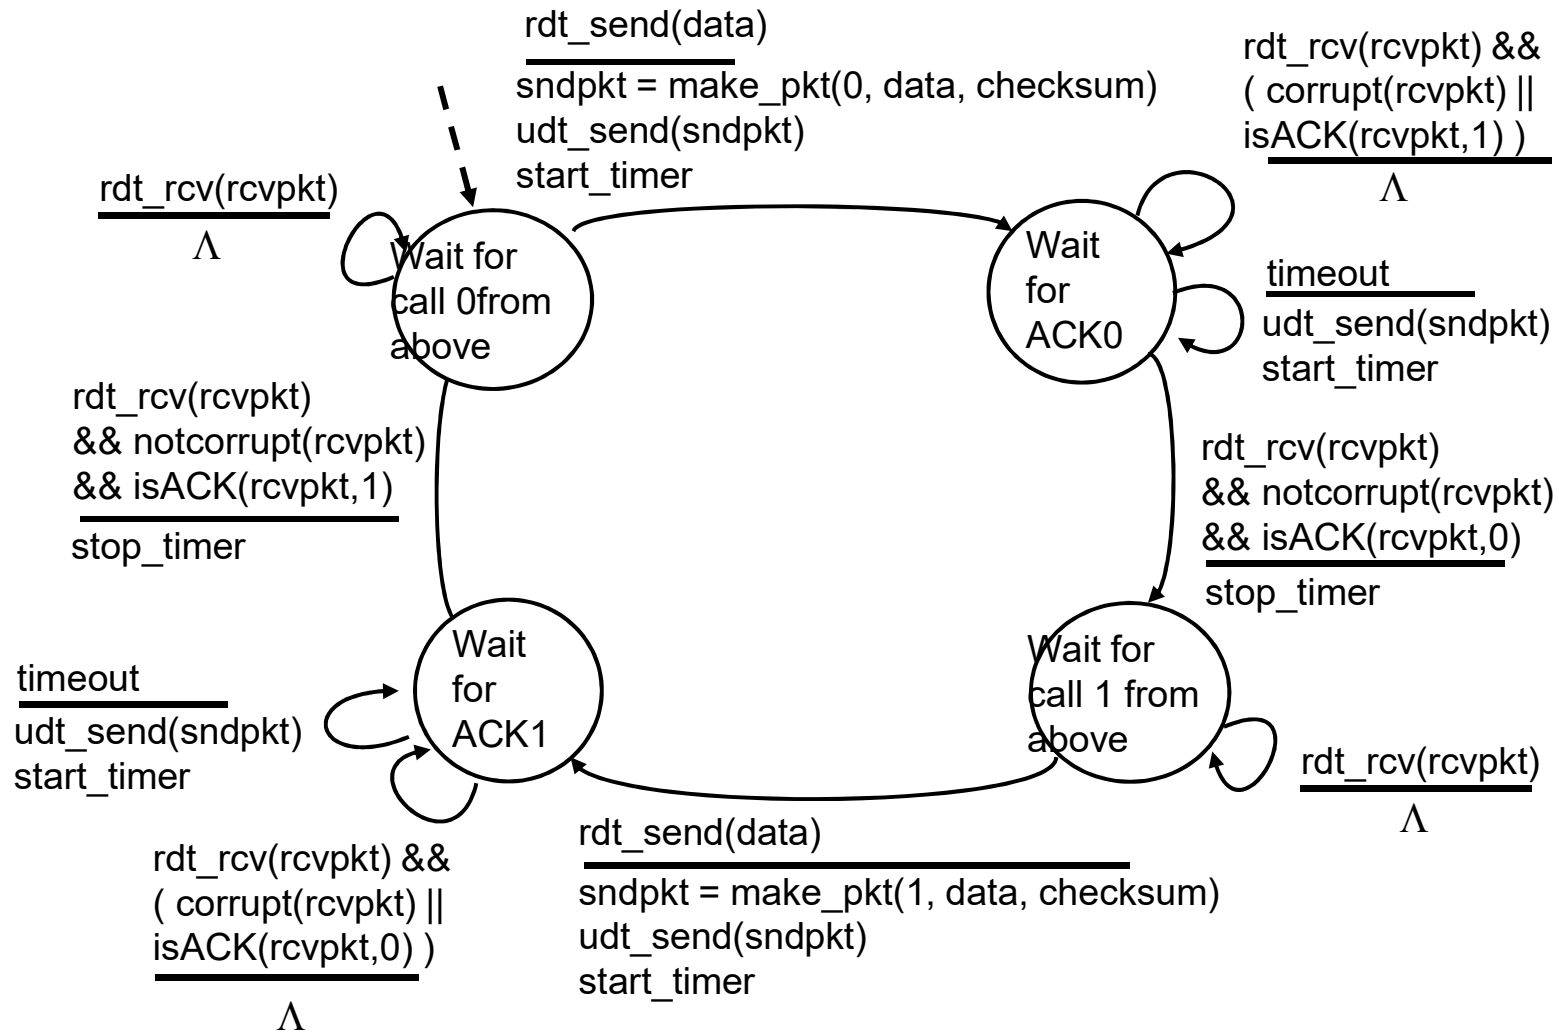 rdt_send(data)
sndpkt = make_pkt(0, data, checksum)
udt_send(sndpkt)
start_timer
rdt_rcv(rcvpkt) &&
( corrupt(rcvpkt) ||
isACK(rcvpkt,1) )
Λ
rdt_rcv(rcvpkt)
Λ
Wait for
call 0from
above
Wait
for
ACK0
timeout
udt_send(sndpkt)
start_timer
rdt_rcv(rcvpkt)
&& notcorrupt(rcvpkt)
&& isACK(rcvpkt,1)
stop_timer
rdt_rcv(rcvpkt)
&& notcorrupt(rcvpkt)
&& isACK(rcvpkt,0)
stop_timer
Wait
for
ACK1
Wait for
call 1 from
above
timeout
udt_send(sndpkt)
start_timer
rdt_rcv(rcvpkt)
Λ
rdt_rcv(rcvpkt) &&
( corrupt(rcvpkt) ||
isACK(rcvpkt,0) )
Λ
rdt_send(data)
sndpkt = make_pkt(1, data, checksum)
udt_send(sndpkt)
start_timer